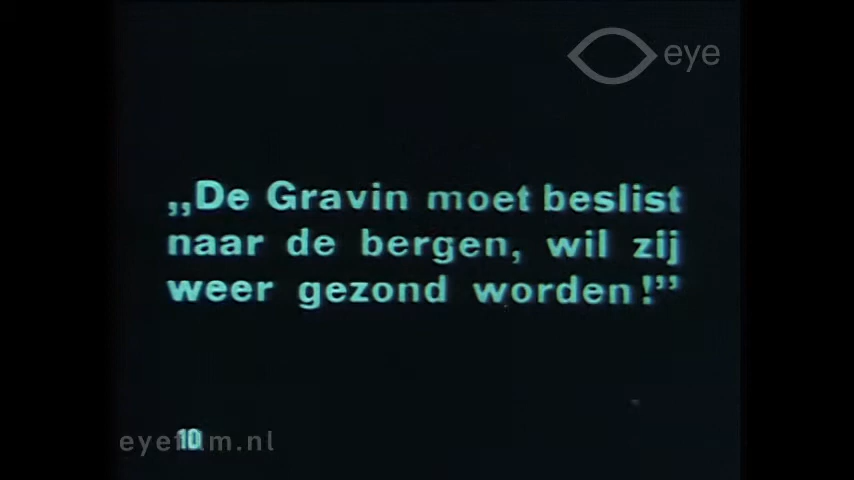 eye
„De Gravin moet beslist
naar de bergen, wil zij
weer gezond worden!”
10
eyefilm.nl